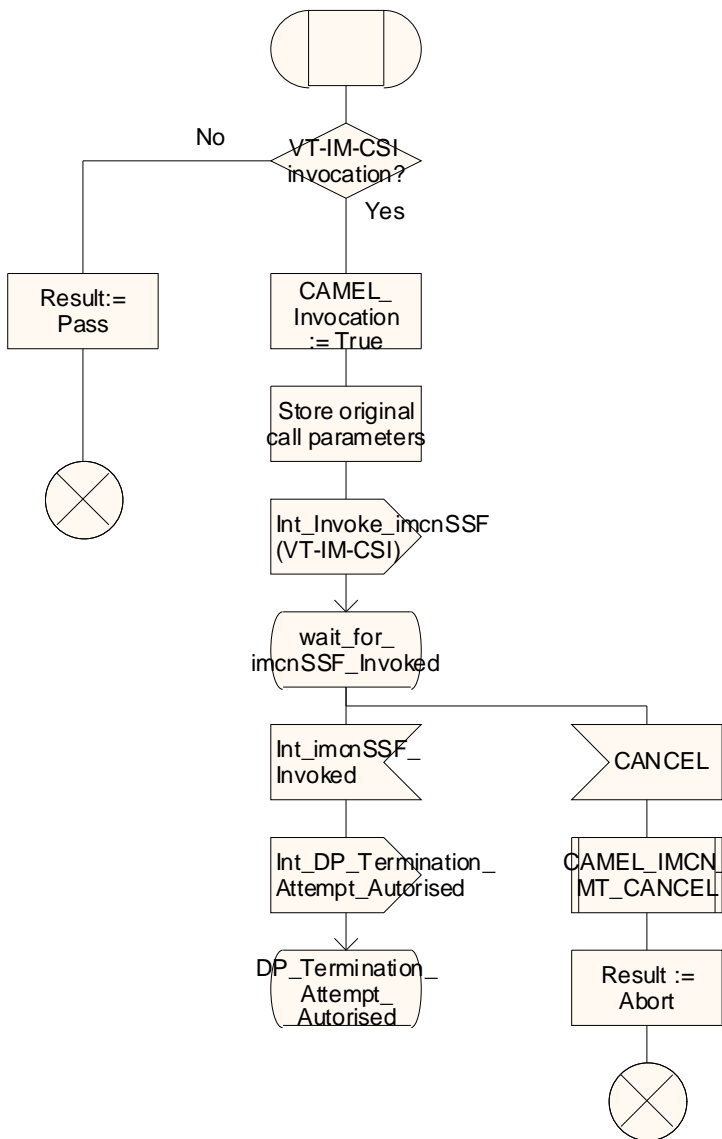 No
VT-IM-CSI
invocation?
Yes
Result:=
Pass
CAMEL_
Invocation
:= True
Store original
call parameters
Int_Invoke_imcnSSF
(VT-IM-CSI)
wait_for_
imcnSSF_Invoked
Int_imcnSSF_
Invoked
CANCEL
Int_DP_Termination_
Attempt_Autorised
CAMEL_IMCN_
MT_CANCEL
DP_Termination_
Attempt_
Autorised
Result :=
Abort